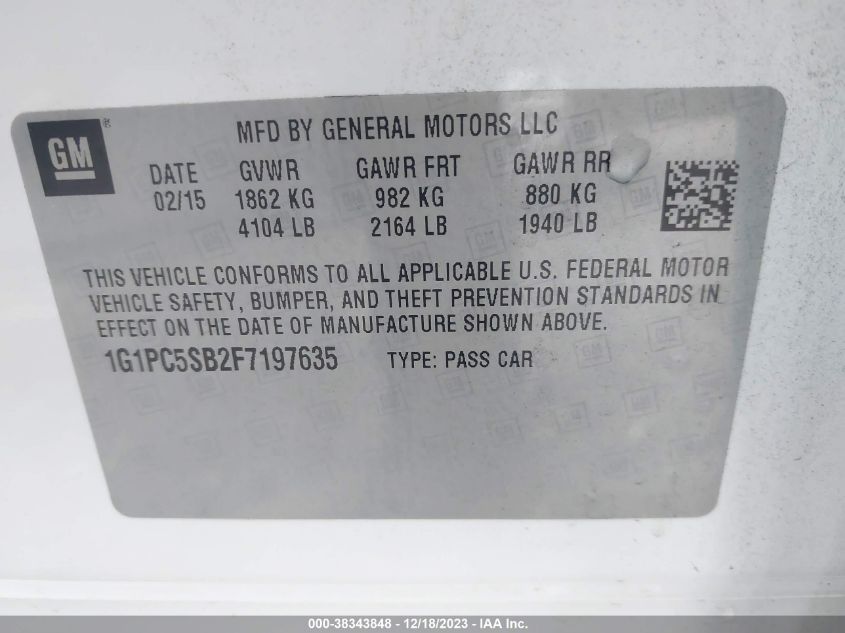 GM ®
MFD BY GENERAL MOTORS LLC
DATE GVWR GAWR FRT GAWR RR
02/15 1862 KG 982 KG 880 KG
4104 LB 2164 LB 1940 LB
THIS VEHICLE CONFORMS TO ALL APPLICABLE U.S. FEDERAL MOTOR
VEHICLE SAFETY, BUMPER, AND THEFT PREVENTION STANDARDS IN
EFFECT ON THE DATE OF MANUFACTURE SHOWN ABOVE.
1G1PC5SB2F7197635 TYPE: PASS CAR
000-38343848 - 12/18/2023 - IAA Inc.